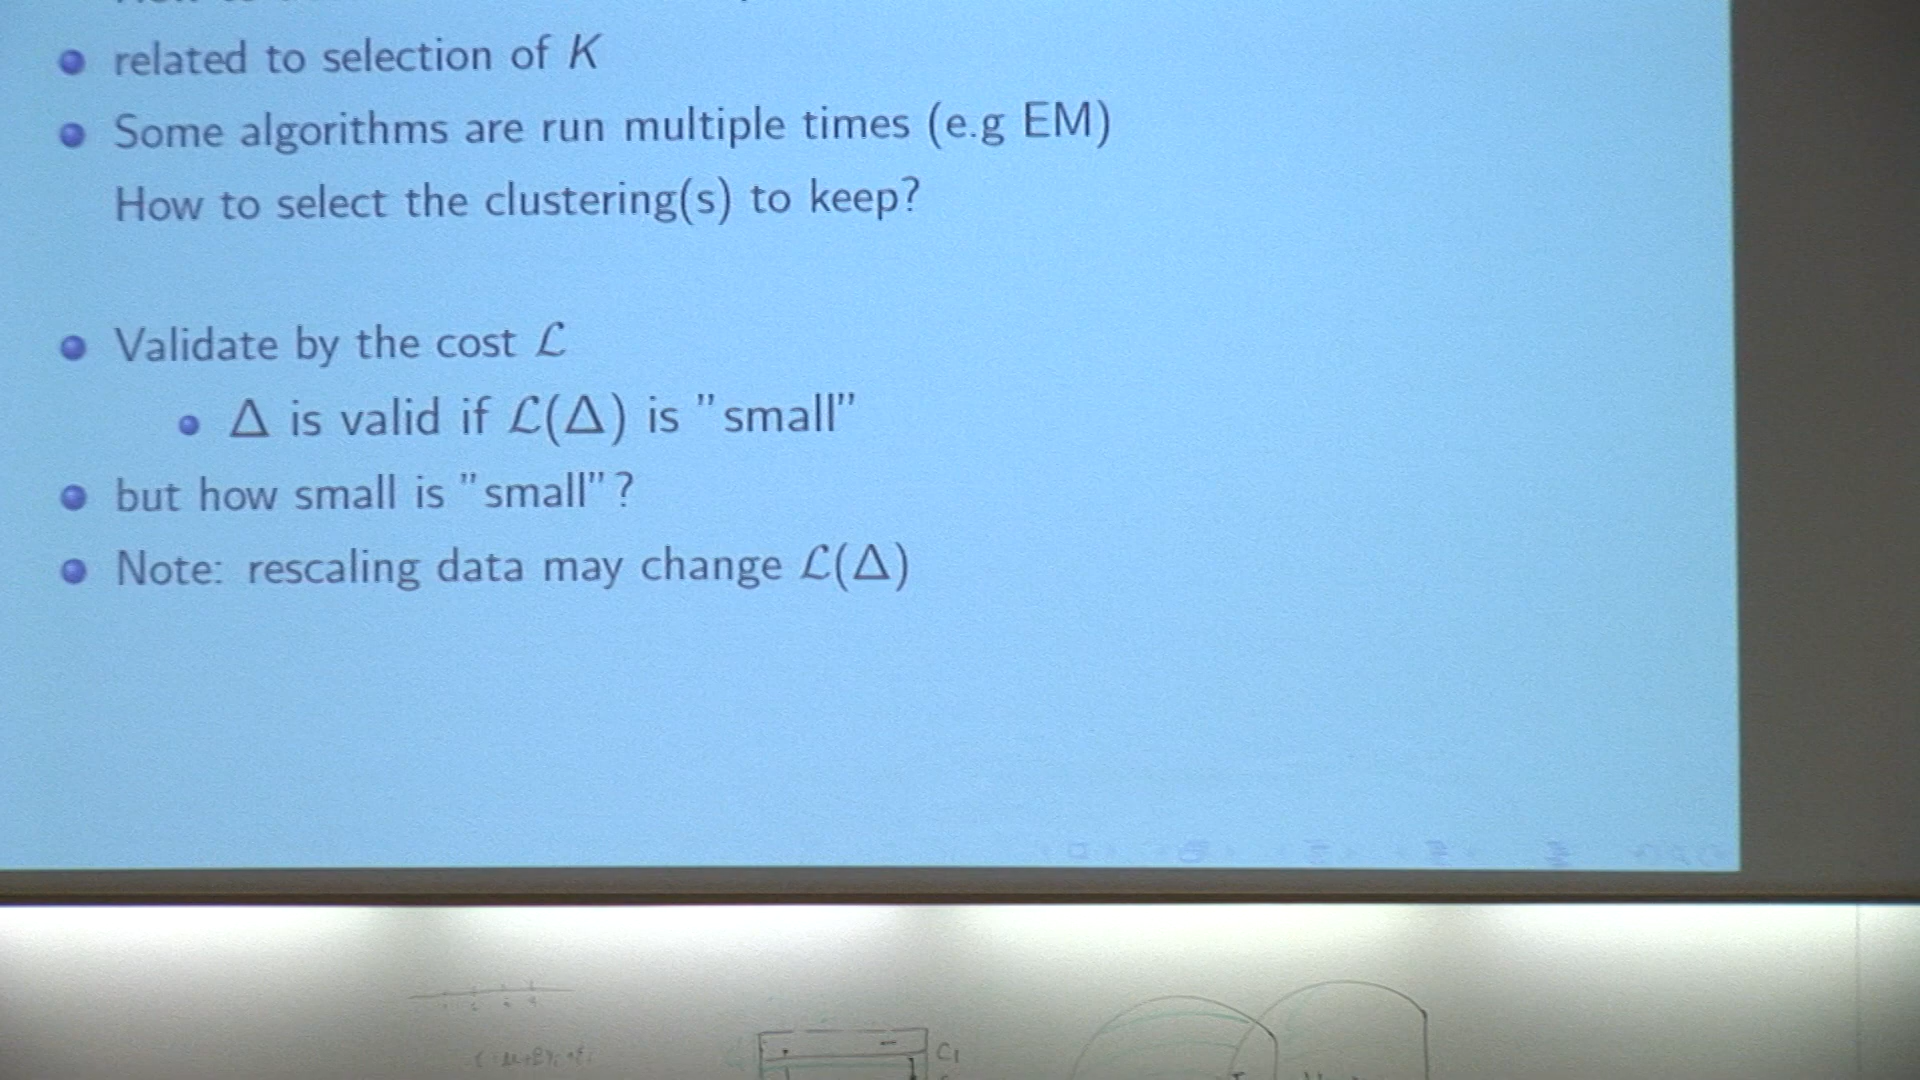 related to selection of K
Some algorithms are run multiple times (e.g EM)
How to select the clustering(s) to keep?
Validate by the cost ℒ
Δ is valid if ℒ(Δ) is ”small”
but how small is ”small”?
Note: rescaling data may change ℒ(Δ)
C1